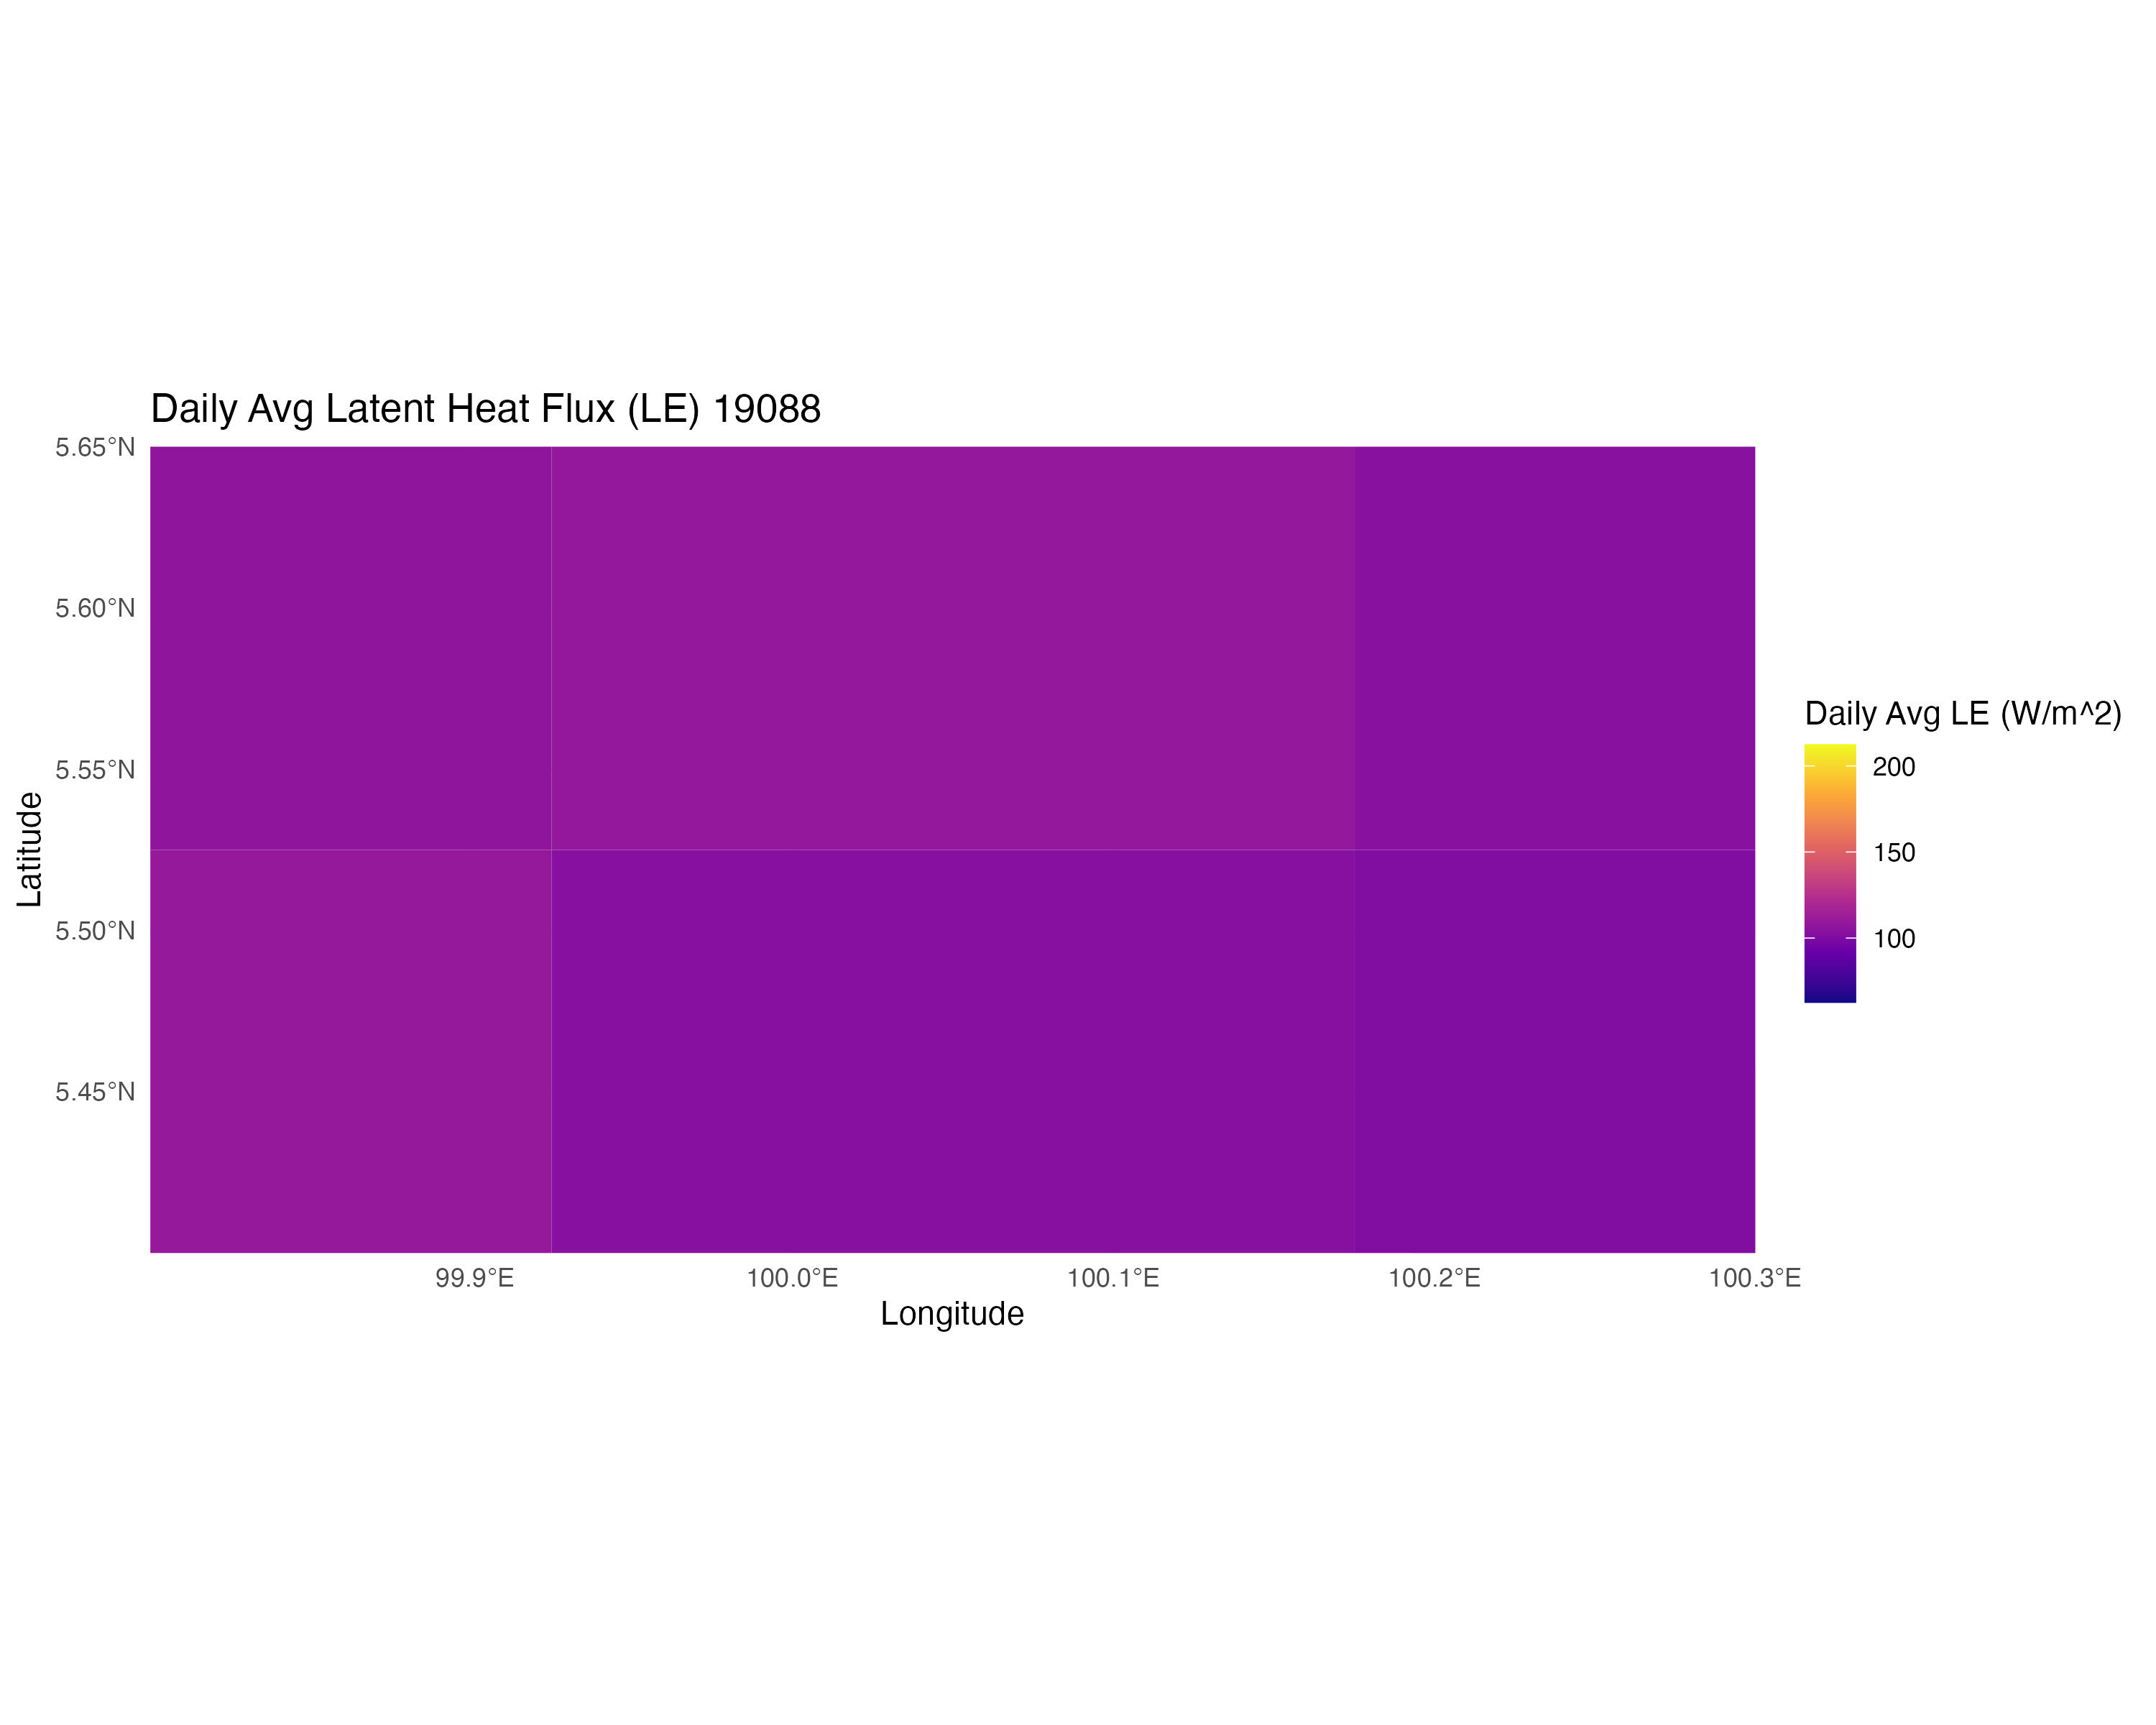 Daily Avg Latent Heat Flux (LE) 19088
5.65°N
5.60°N
5.55°N
5.50°N
5.45°N
Latitude
99.9°E
100.0°E
100.1°E
100.2°E
100.3°E
Longitude
Daily Avg LE (W/m^2)
200
150
100